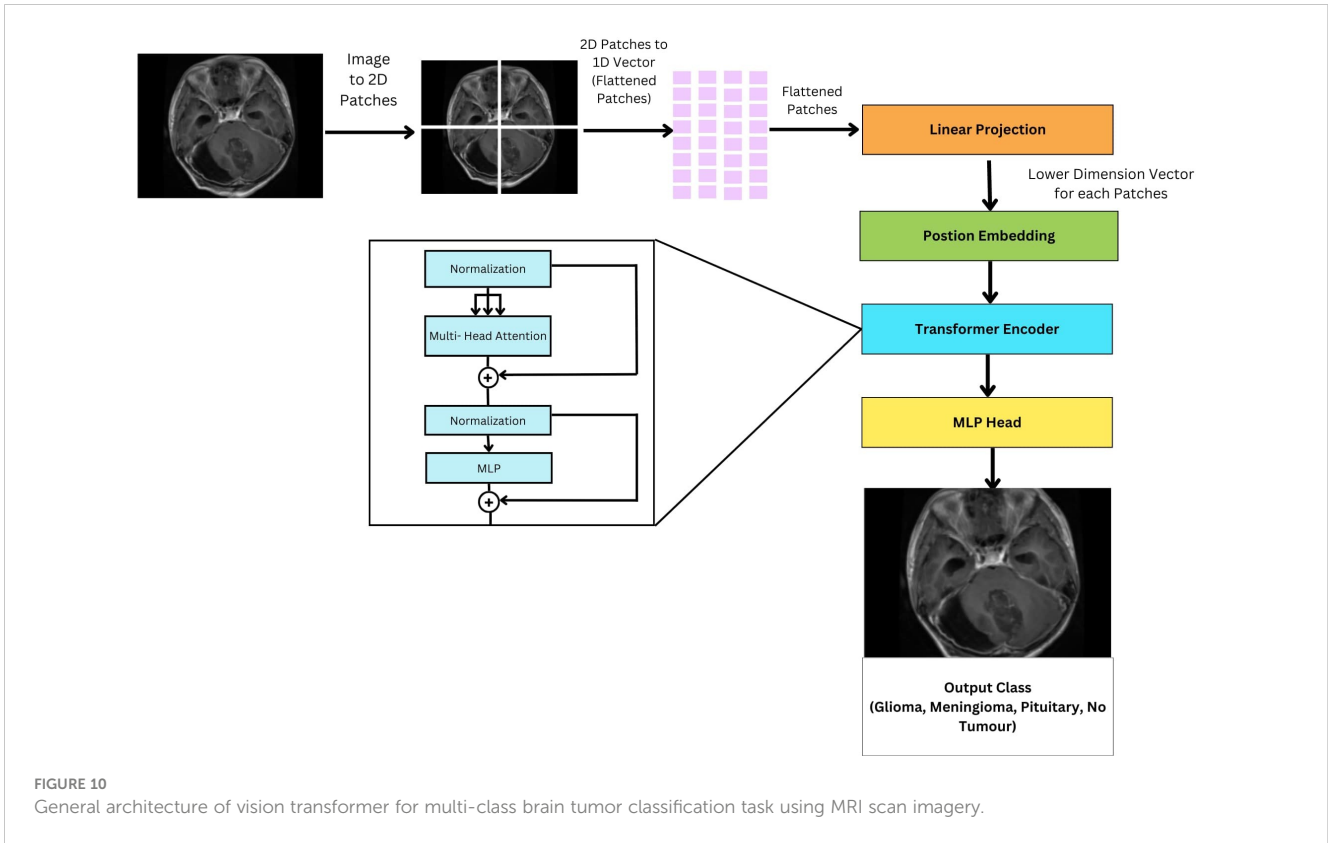 Image
to 2D
Patches
2D Patches to
1D Vector
(Flattened
Patches)
Flattened
Patches
Linear Projection
Lower Dimension Vector
for each Patches
Postion Embedding
Transformer Encoder
MLP Head
Normalization
Multi- Head Attention
+
Normalization
MLP
+
Output Class
(Glioma, Meningioma, Pituitary, No
Tumour)
FIGURE 10
General architecture of vision transformer for multi-class brain tumor classification task using MRI scan imagery.